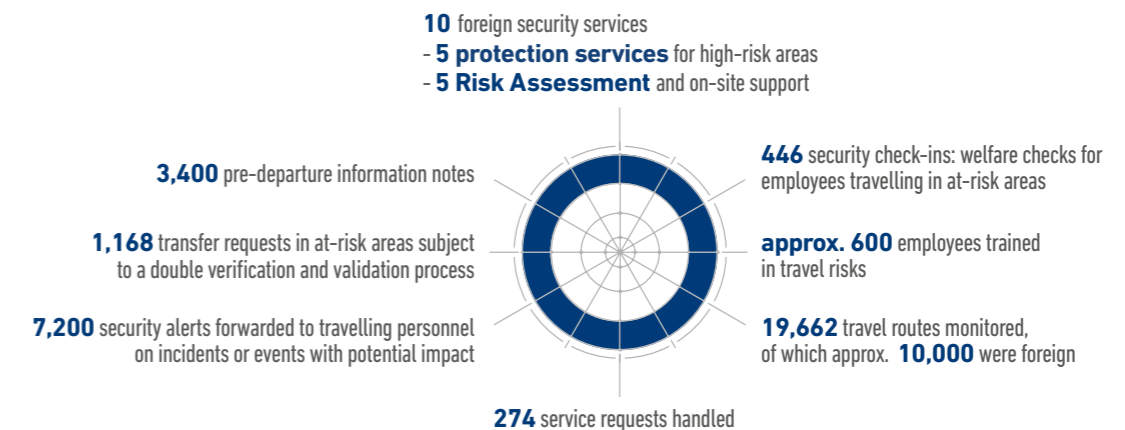 10 foreign security services
- 5 protection services for high-risk areas
- 5 Risk Assessment and on-site support
3,400 pre-departure information notes
1,168 transfer requests in at-risk areas subject
to a double verification and validation process
7,200 security alerts forwarded to travelling personnel
on incidents or events with potential impact
446 security check-ins: welfare checks for
employees travelling in at-risk areas
approx. 600 employees trained
in travel risks
19,662 travel routes monitored,
of which approx. 10,000 were foreign
274 service requests handled